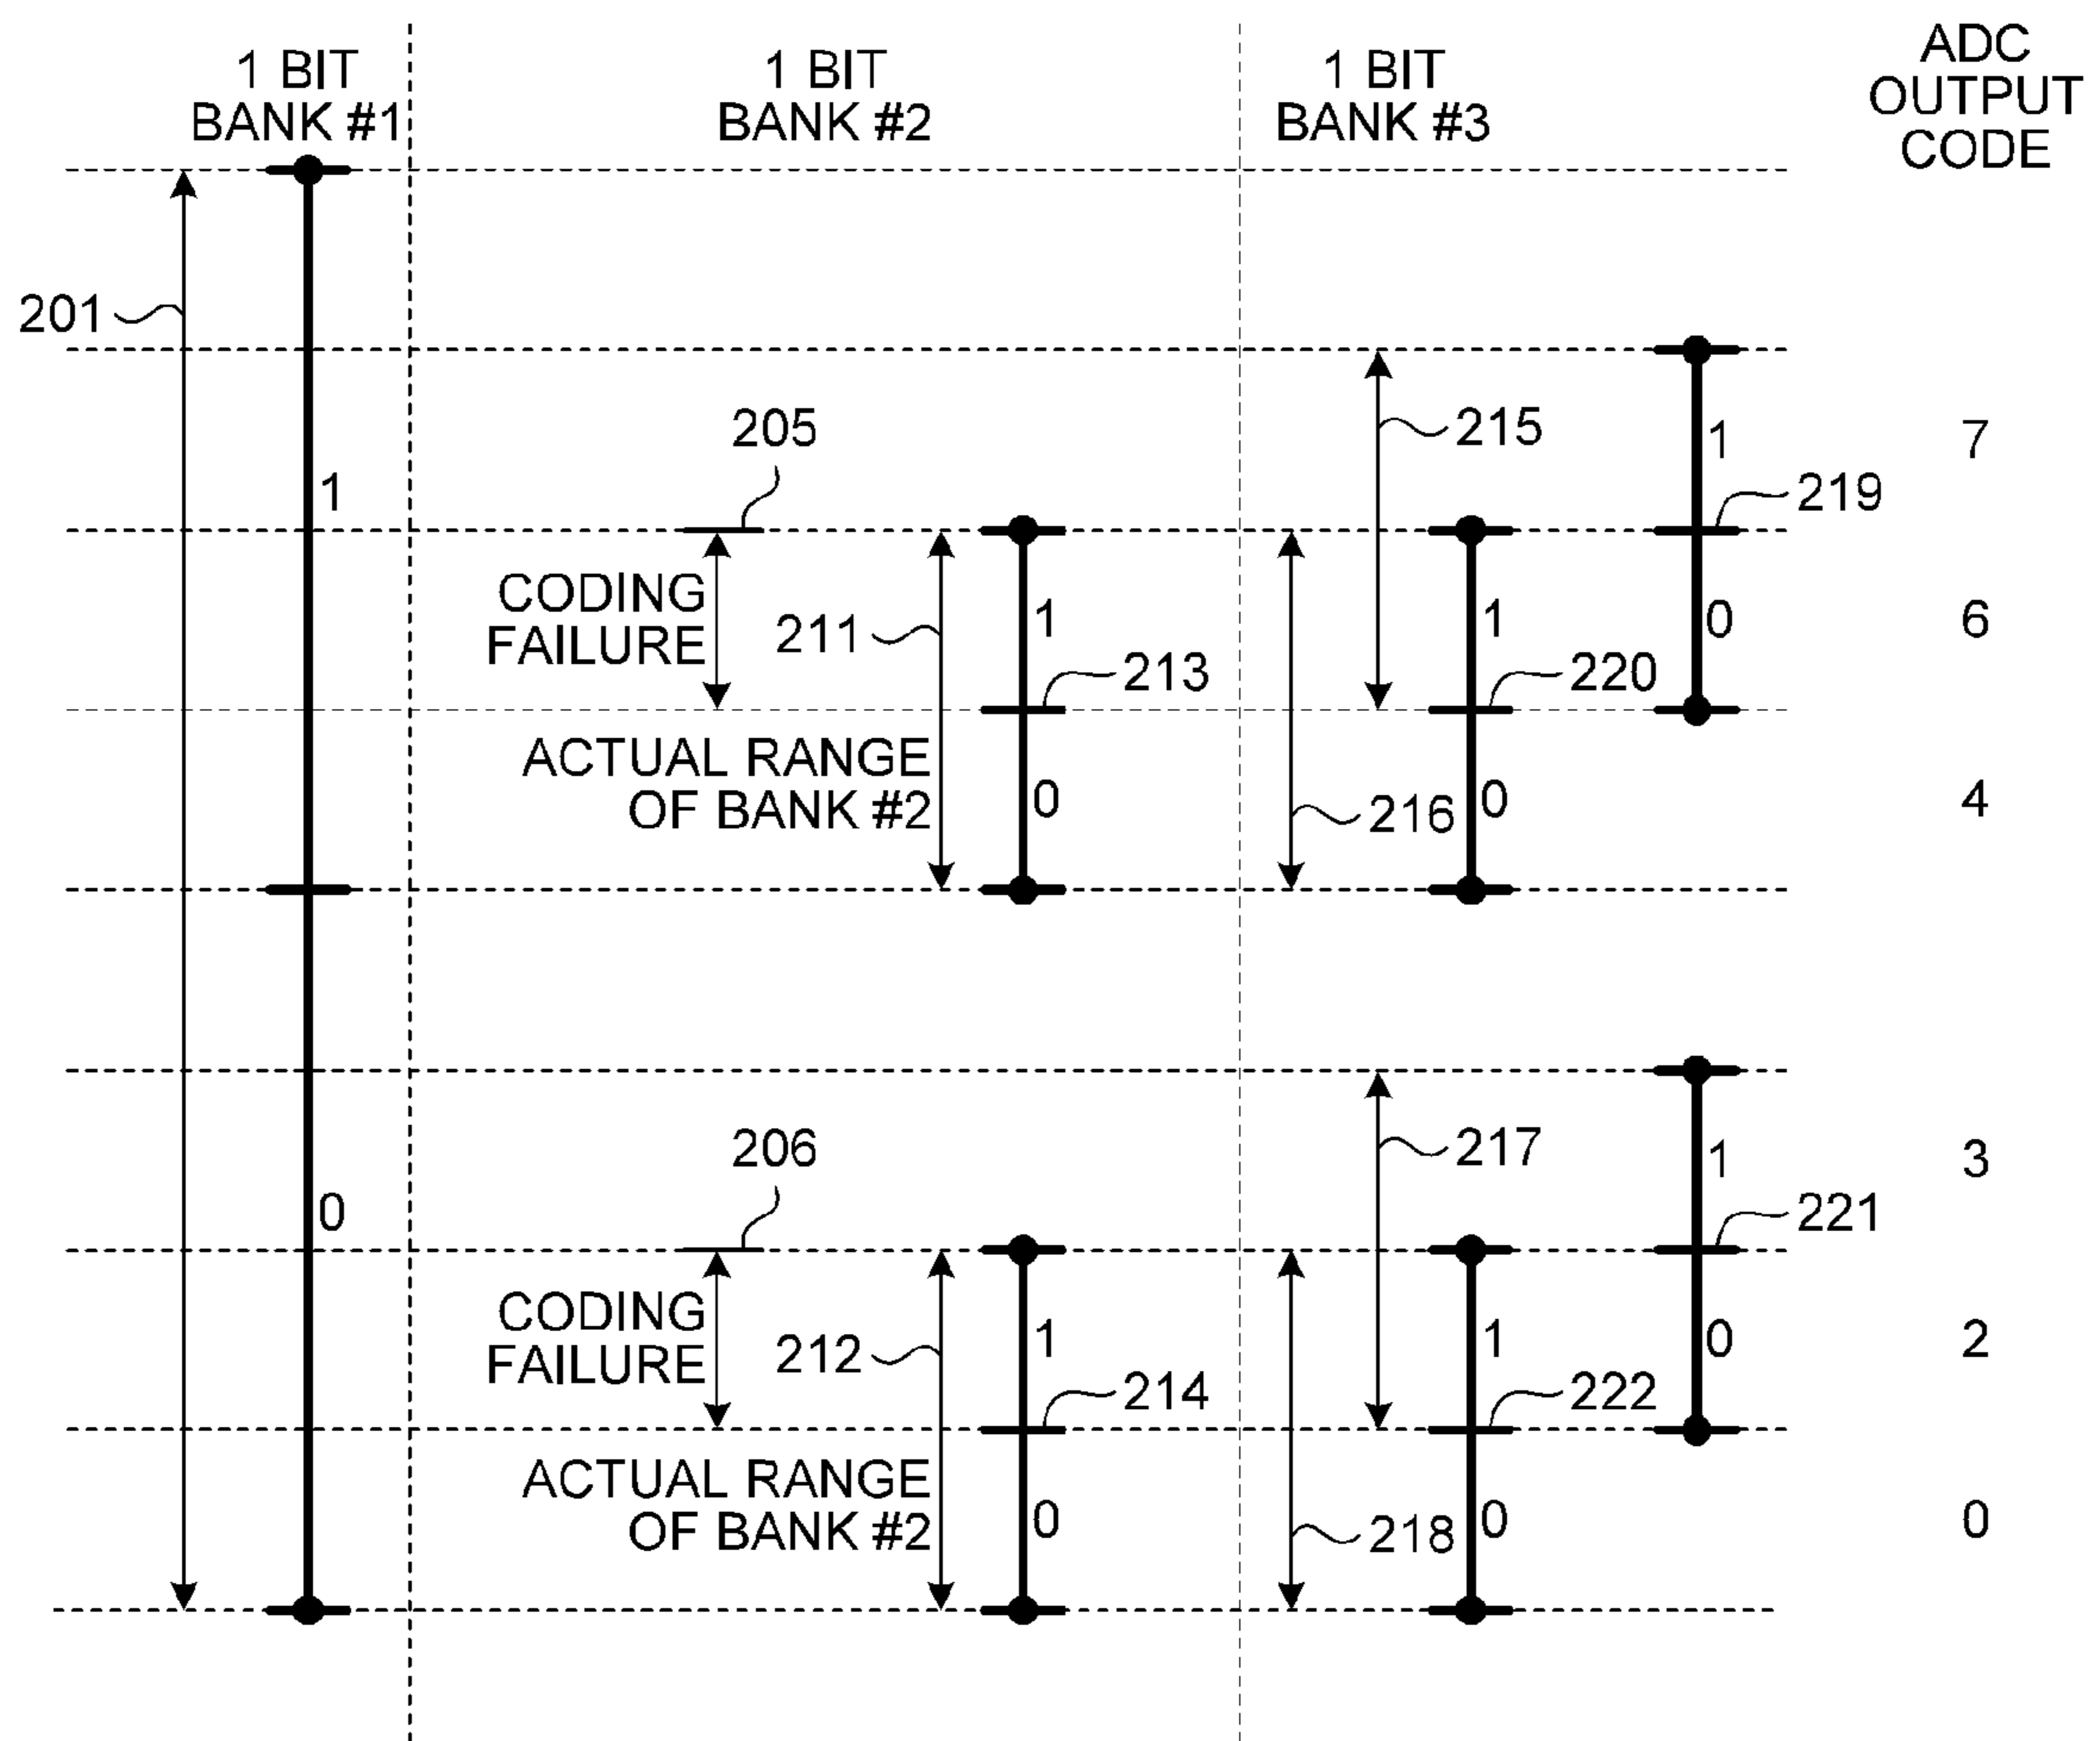 1 BIT
BANK #1
1 BIT
BANK #2
1 BIT
BANK #3
ADC
OUTPUT
CODE
201
205
215
1
7
1
219
CODING
FAILURE
211
1
213
1
220
0
6
ACTUAL RANGE
OF BANK #2
0
216
0
4
206
217
1
3
0
221
CODING
FAILURE
212
1
214
1
222
0
2
ACTUAL RANGE
OF BANK #2
0
218
0
0